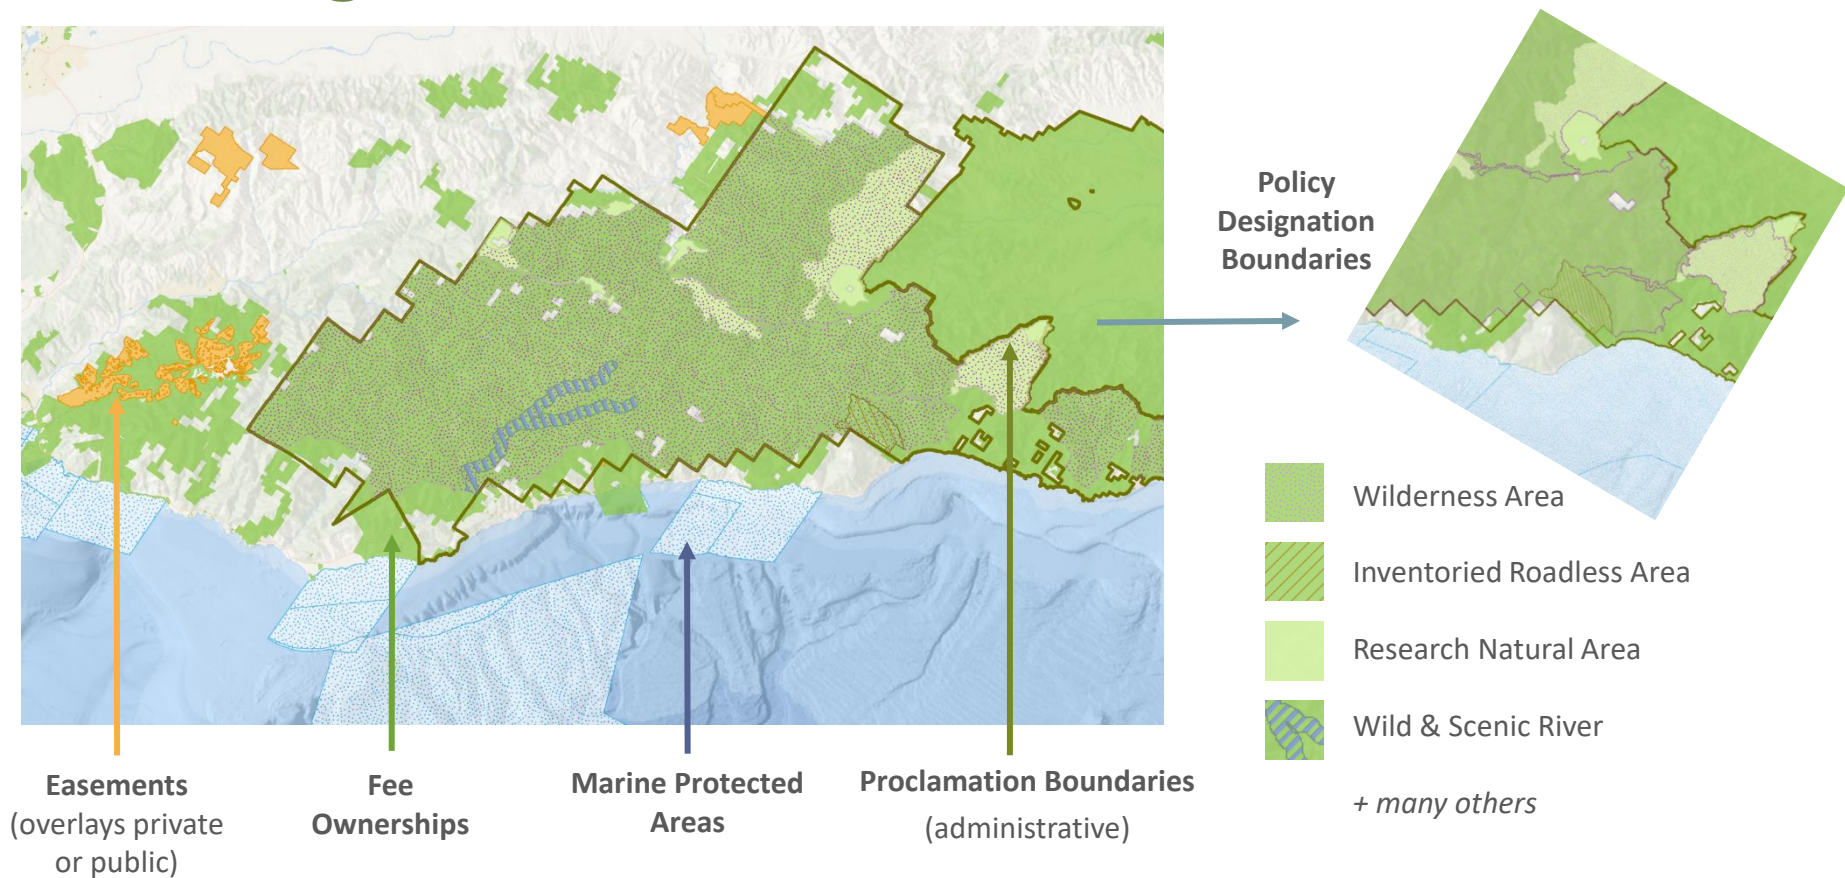 Policy
Designation
Boundaries
Wilderness Area
Inventoried Roadless Area
Research Natural Area
Wild & Scenic River
+ many others
Easements
(overlays private
or public)
Fee
Ownerships
Marine Protected
Areas
Proclamation Boundaries
(administrative)